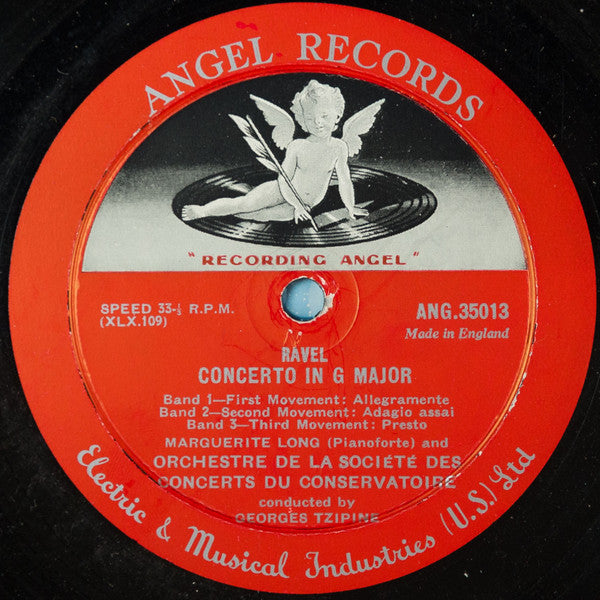 ANGEL RECORDS
"RECORDING ANGEL"
SPEED 33-⅓ R.P.M.
(XLX.109)
ANG.35013
Made in England
RAVEL
CONCERTO IN G MAJOR
Band 1—First Movement: Allegramente
Band 2—Second Movement: Adagio assai
Band 3—Third Movement: Presto
MARGUERITE LONG (Pianoforte) and
ORCHESTRE DE LA SOCIÉTÉ DES
CONCERTS DU CONSERVATOIRE
conducted by
GEORGES TZIPINE
Electric & Musical Industries (U.S.) Ltd